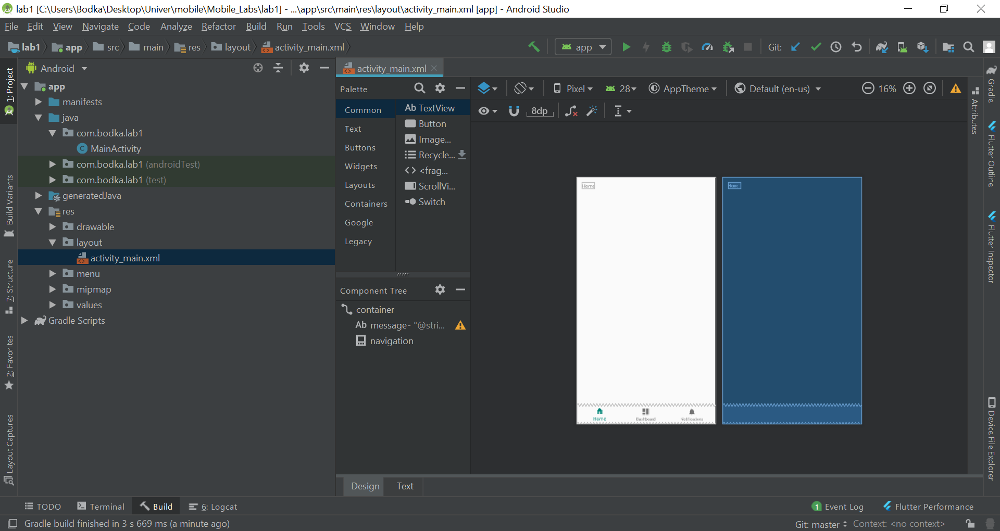 lab1 [C:\Users\Bodka\Desktop\Univer\mobile\Mobile_Labs\lab1] - ...\app\src\main\res\layout\activity_main.xml [app] - Android Studio
File Edit View Navigate Code Analyze Refactor Build Run Tools VCS Window Help
lab1 app src main res layout activity_main.xml
app
Git:
Android
activity_main.xml
app
manifests
java
com.bodka.lab1
MainActivity
com.bodka.lab1 (androidTest)
com.bodka.lab1 (test)
generatedJava
res
drawable
layout
activity_main.xml
menu
mipmap
values
Gradle Scripts
1: Project
Build Variants
7: Structure
2: Favorites
Layout Captures
Palette
Common
Text
Buttons
Widgets
Layouts
Containers
Google
Legacy
Ab TextView
Button
Image...
Recycle...
<> <frag...
ScrollVi...
Switch
Component Tree
container
Ab message- "@stri...
navigation
Pixel 28 AppTheme Default (en-us) 16%
8dp
Home
Home
Home Dashboard Notifications
Attributes
Gradle
Flutter Outline
Flutter Inspector
Device File Explorer
Design Text
TODO Terminal Build 6: Logcat
1 Event Log Flutter Performance
Gradle build finished in 3 s 669 ms (a minute ago)
Git: master Context: <no context>